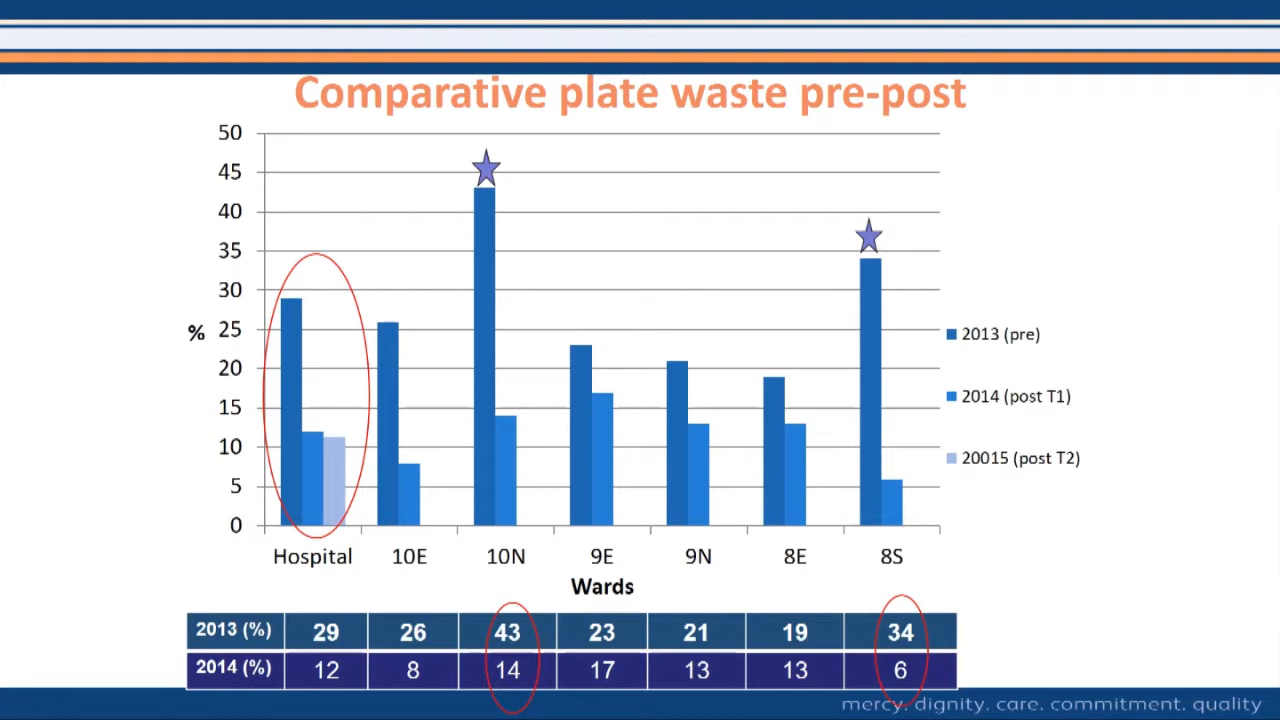 Comparative plate waste pre-post
50
45
40
35
30
% 25
20
15
10
5
0
2013 (pre)
2014 (post T1)
20015 (post T2)
Hospital 10E 10N 9E 9N 8E 8S
Wards
2013 (%) 29 26 43 23 21 19 34
2014 (%) 12 8 14 17 13 13 6
mercy. dignity. care. commitment. quality